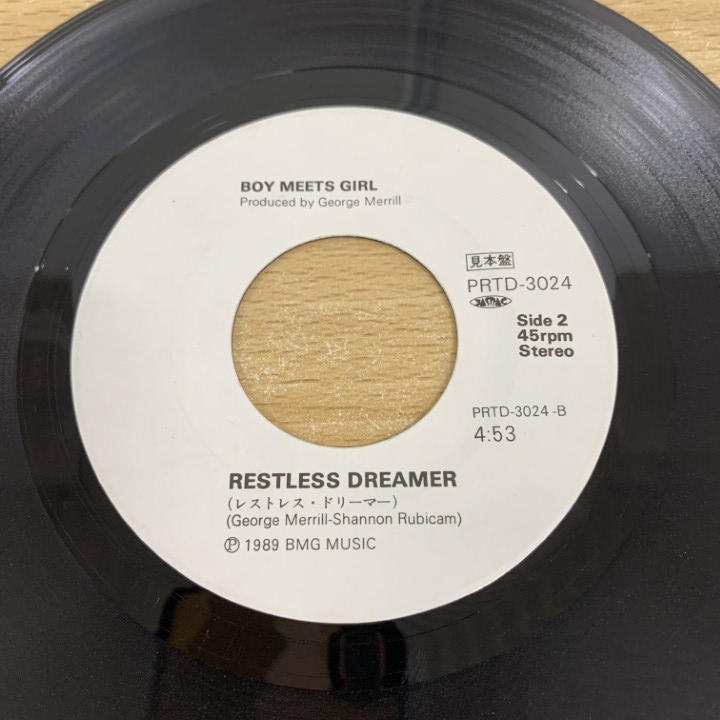 BOY MEETS GIRL
Produced by George Merrill
見本盤
PRTD-3024
JASRAC
Side 2
45rpm
Stereo
PRTD-3024-B
4:53
RESTLESS DREAMER
(レストレス・ドリーマー)
(George Merrill-Shannon Rubicam)
Ⓟ 1989 BMG MUSIC